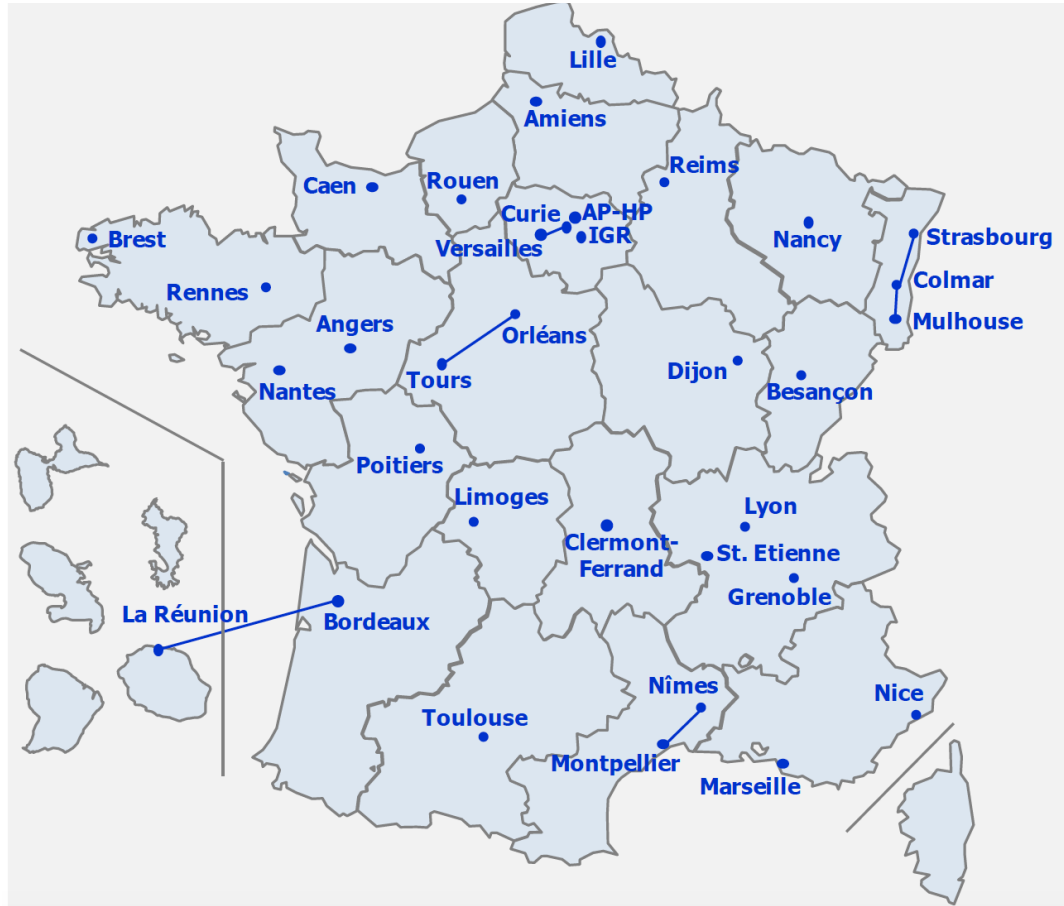 Lille
Amiens
Reims
Caen
Rouen
Curie
AP-HP
Versailles
IGR
Nancy
Strasbourg
Brest
Colmar
Rennes
Mulhouse
Angers
Orléans
Nantes
Tours
Dijon
Besançon
Poitiers
Limoges
Lyon
Clermont-
Ferrand
St. Etienne
Grenoble
La Réunion
Bordeaux
Nîmes
Nice
Toulouse
Montpellier
Marseille